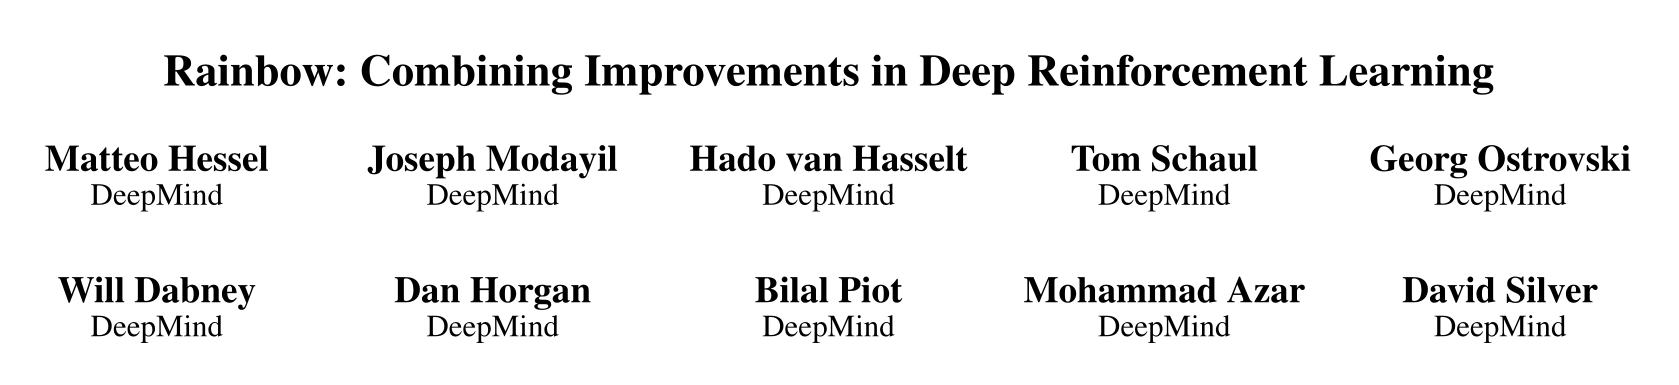 Rainbow: Combining Improvements in Deep Reinforcement Learning
Matteo Hessel Joseph Modayil Hado van Hasselt Tom Schaul Georg Ostrovski
DeepMind DeepMind DeepMind DeepMind DeepMind
Will Dabney Dan Horgan Bilal Piot Mohammad Azar David Silver
DeepMind DeepMind DeepMind DeepMind DeepMind